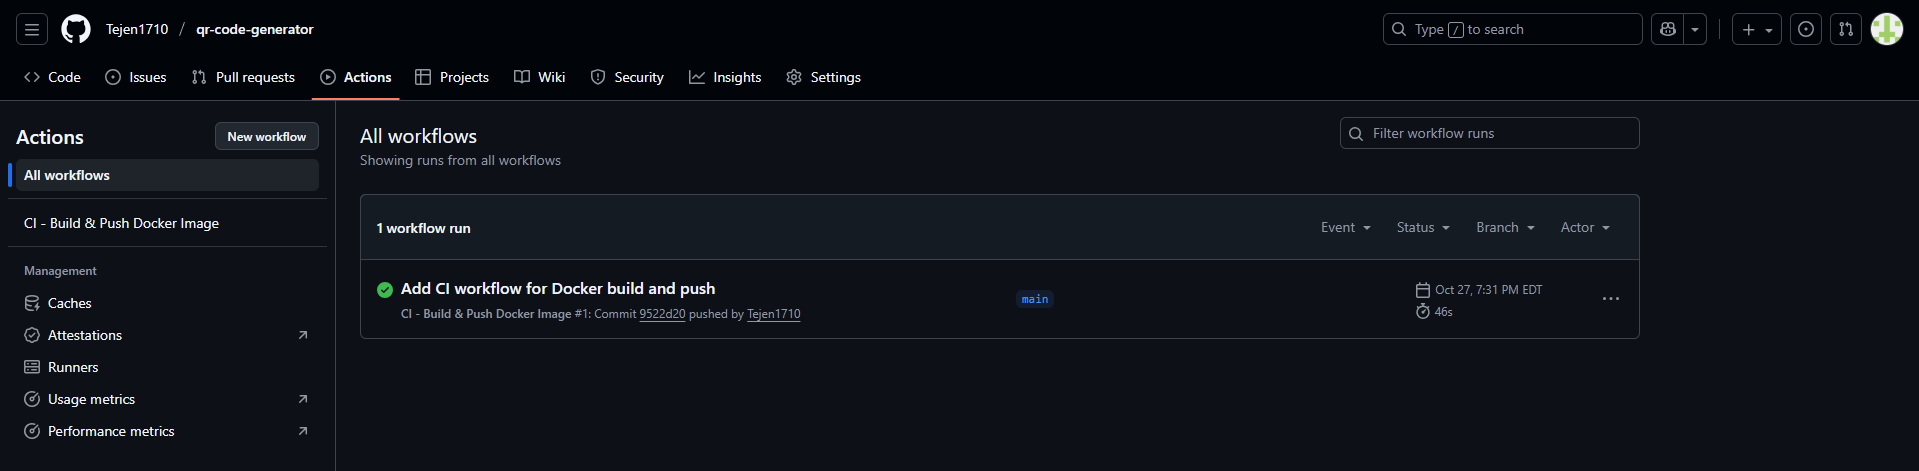 Tejen1710 / qr-code-generator
Type / to search
Code Issues Pull requests Actions Projects Wiki Security Insights Settings
Actions
New workflow
All workflows
CI - Build & Push Docker Image
Management
Caches
Attestations
Runners
Usage metrics
Performance metrics
All workflows
Showing runs from all workflows
Filter workflow runs
1 workflow run
Event Status Branch Actor
Add CI workflow for Docker build and push
CI - Build & Push Docker Image #1: Commit 9522d20 pushed by Tejen1710
main
Oct 27, 7:31 PM EDT
46s